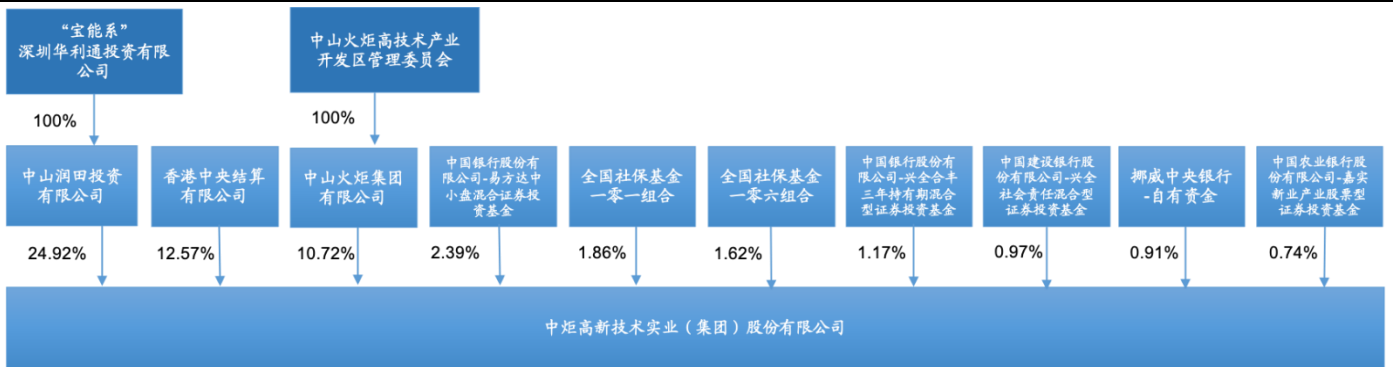 “宝能系”
深圳华利通投资有限
公司
中山火炬高技术产业
开发区管理委员会
100%
100%
中山润田投资
有限公司
香港中央结算
有限公司
中山火炬集团
有限公司
中国银行股份有
限公司-易方达中
小盘混合证券投
资基金
全国社保基金
一零一组合
全国社保基金
一零六组合
中国银行股份有
限公司-兴全合丰
三年持有期混合
型证券投资基金
中国建设银行股
份有限公司-兴全
社会责任混合型
证券投资基金
挪威中央银行
-自有资金
中国农业银行股
份有限公司-嘉实
新业产业股票型
证券投资基金
24.92%
12.57%
10.72%
2.39%
1.86%
1.62%
1.17%
0.97%
0.91%
0.74%
中炬高新技术实业（集团）股份有限公司